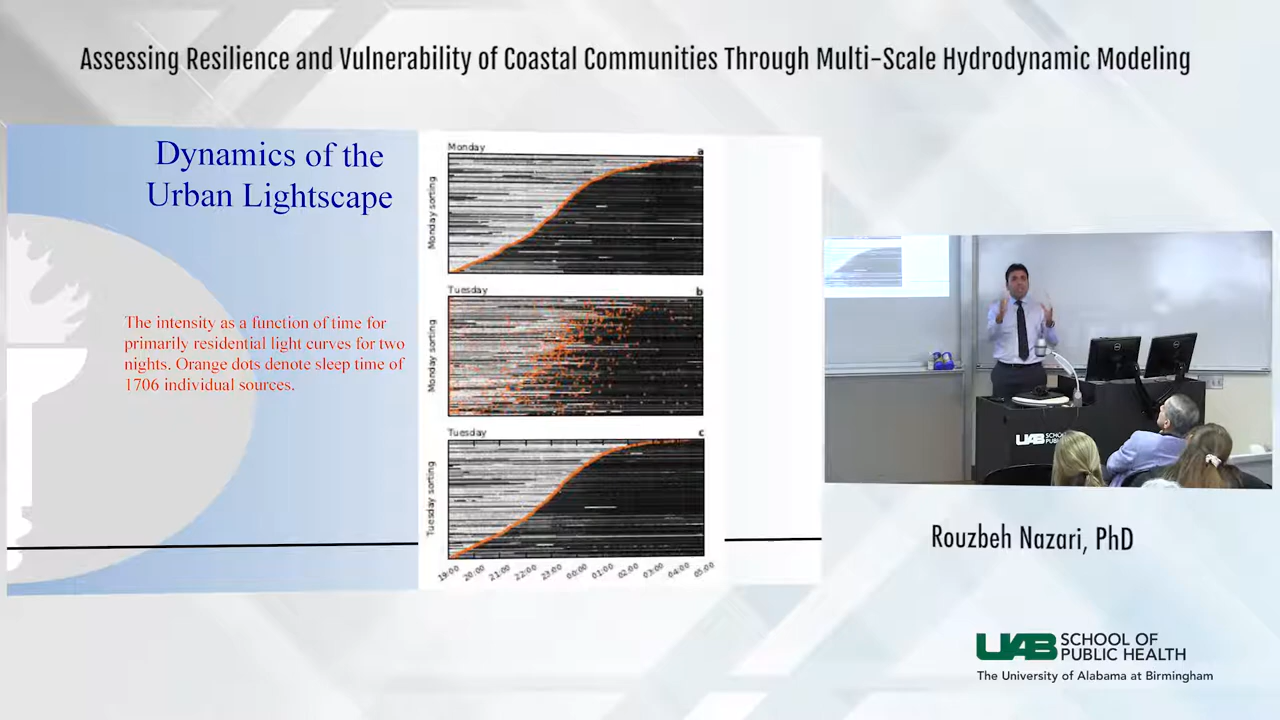 Assessing Resilience and Vulnerability of Coastal Communities Through Multi-Scale Hydrodynamic Modeling
Dynamics of the
Urban Lightscape
The intensity as a function of time for
primarily residential light curves for two
nights. Orange dots denote sleep time of
1706 individual sources.
Monday
a
Monday sorting
Tuesday
b
Monday sorting
Tuesday
c
Tuesday sorting
19:00 20:00 21:00 22:00 23:00 00:00 01:00 02:00 03:00 04:00 05:00
UAB SCHOOL
PUBLIC
Rouzbeh Nazari, PhD
UAB SCHOOL OF
PUBLIC HEALTH
The University of Alabama at Birmingham